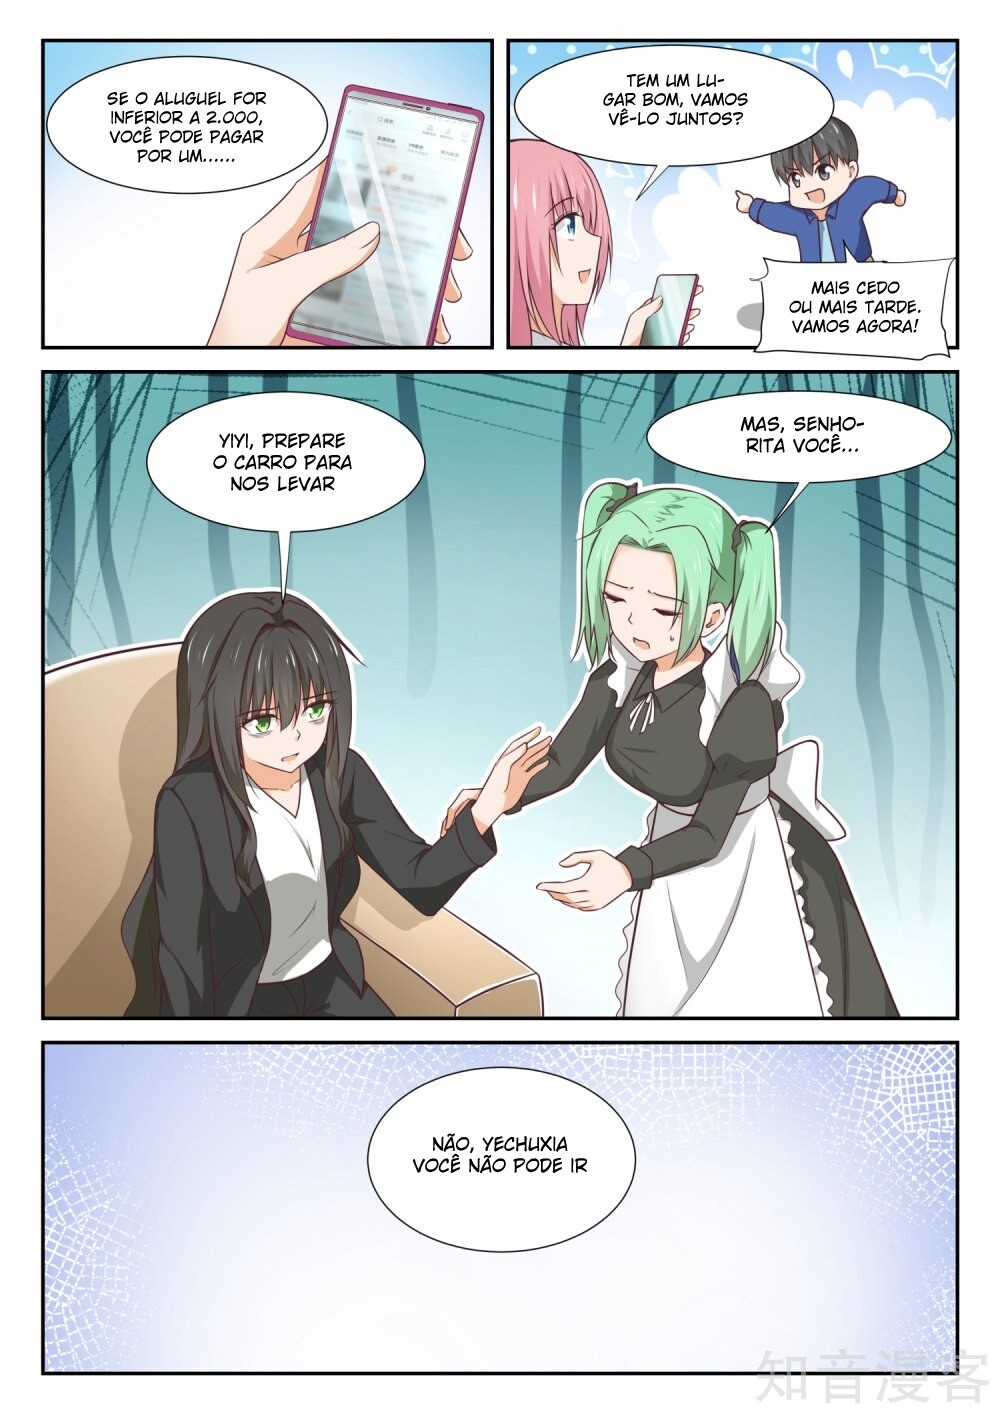 SE O ALUGUEL FOR
INFERIOR A 2.000,
VOCÊ PODE PAGAR
POR UM......
TEM UM LU-
GAR BOM, VAMOS
VÊ-LO JUNTOS?
MAIS CEDO
OU MAIS TARDE.
VAMOS AGORA!
YIYI, PREPARE
O CARRO PARA
NOS LEVAR
MAS, SENHO-
RITA VOCÊ...
NÃO, YECHUXIA
VOCÊ NÃO PODE IR
知音漫客